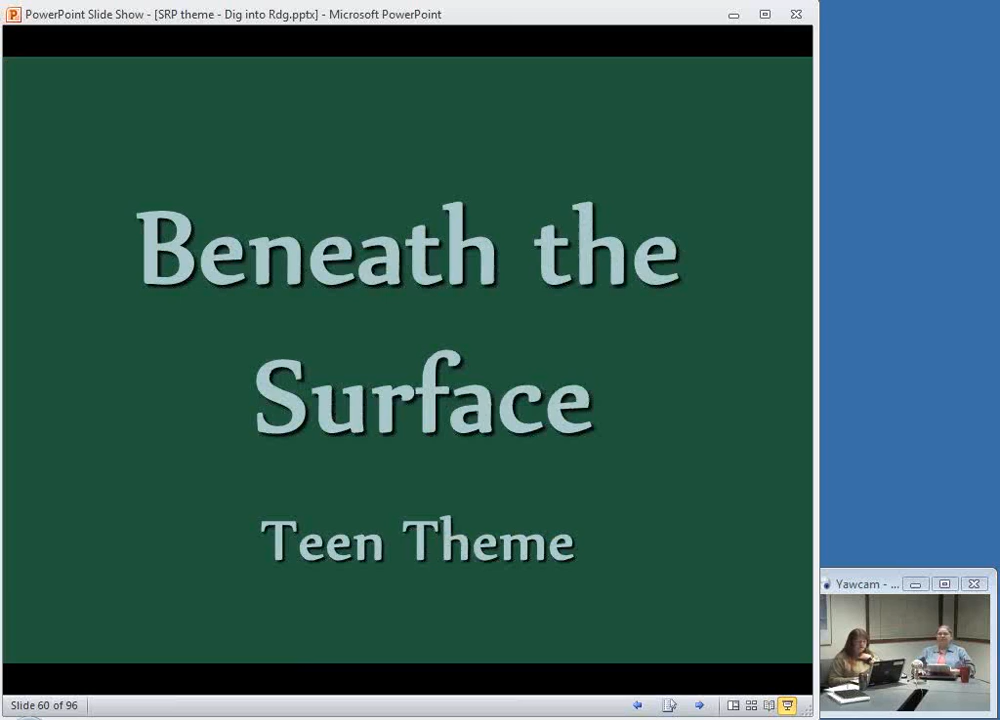 PowerPoint Slide Show - [SRP theme - Dig into Rdg.pptx] - Microsoft PowerPoint
Beneath the
Surface
Teen Theme
Yawcam - ...
Slide 60 of 96